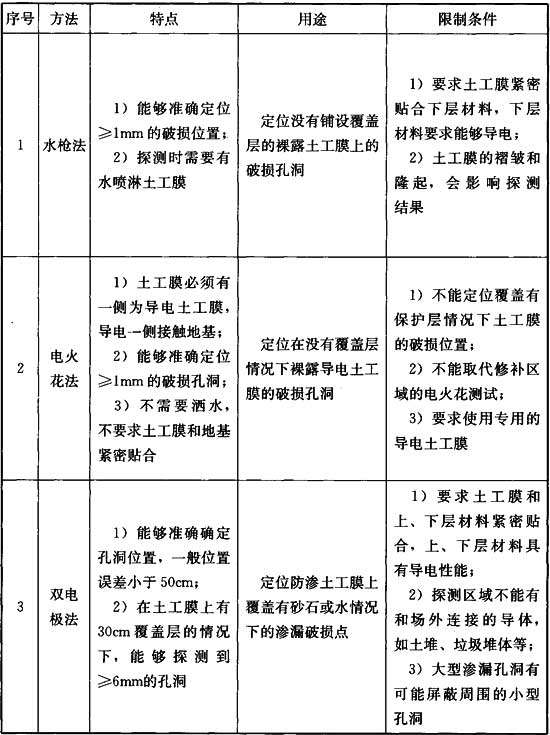 序号 方法 特点 用途 限制条件
1 水枪法
1）能够准确定位
≥1mm的破损位置；
2）探测时需要有
水喷淋土工膜
定位没有铺设覆盖
层的裸露土工膜上的
破损孔洞
1）要求土工膜紧密
贴合下层材料，下层
材料要求能够导电；
2）土工膜的褶皱和
隆起，会影响探测
结果
2 电火
花法
1）土工膜必须有
一侧为导电土工膜，
导电一侧接触地基；
2）能够准确定位
≥1mm的破损孔洞；
3）不需要洒水，
不要求土工膜和地基
紧密贴合
定位在没有覆盖层
情况下裸露导电土工
膜的破损孔洞
1）不能定位覆盖有
保护层情况下土工膜
的破损位置；
2）不能取代修补区
域的电火花测试；
3）要求使用专用的
导电土工膜
3 双电
极法
1）能够准确确定
孔洞位置，一般位置
误差小于50cm；
2）在土工膜上有
30cm覆盖层的情况
下，能够探测到
≥6mm的孔洞
定位防渗土工膜上
覆盖有砂石或水情况
下的渗漏破损点
1）要求土工膜和
上、下层材料紧密贴
合，上、下层材料具
有导电性能；
2）探测区域不能有
和场外连接的导体，
如土堆、垃圾堆体等；
3）大型渗漏孔洞有
可能屏蔽周围的小型
孔洞